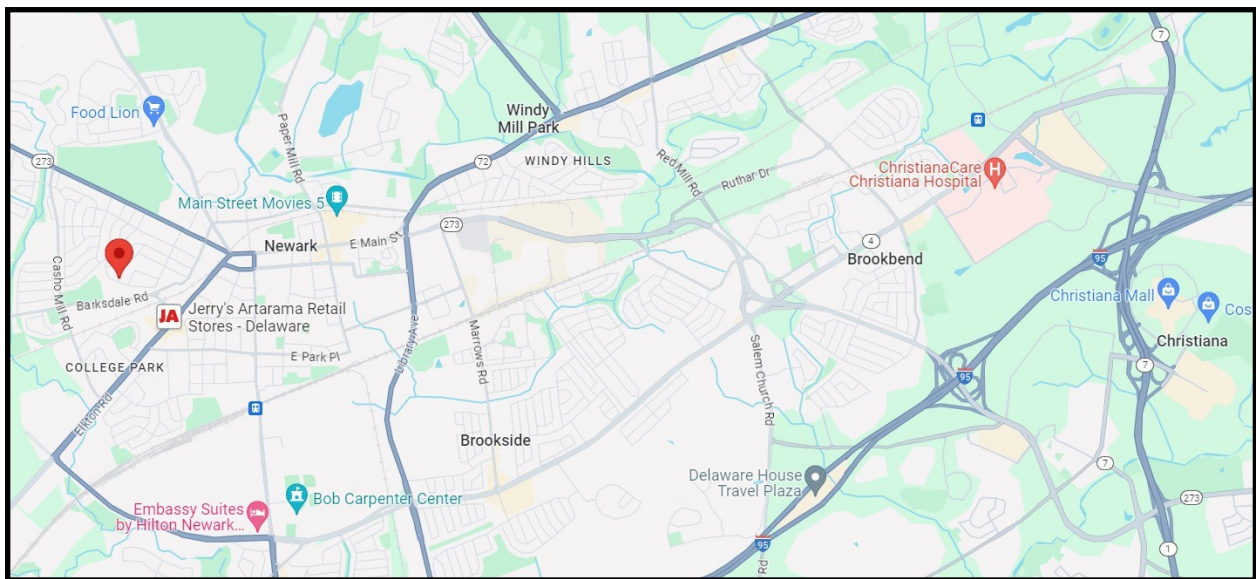 7
Food Lion
Windy
Mill Park
Paper Mill Rd
273
72
WINDY HILLS
Red Mill Rd
Ruthar Dr
ChristianaCare
Christiana Hospital
H
Main Street Movies 5
273
E Main St
Newark
4
Brookbend
95
Casho Mill Rd
Barksdale Rd
JA
Jerry's Artarama Retail
Stores - Delaware
Christiana Mall
Cos
Christiana
E Park Pl
Library Ave
Marrows Rd
Salem Church Rd
COLLEGE PARK
7
95
Elkton Rd
Brookside
Delaware House
Travel Plaza
7
273
Bob Carpenter Center
Embassy Suites
by Hilton Newark...
95
Rd
1